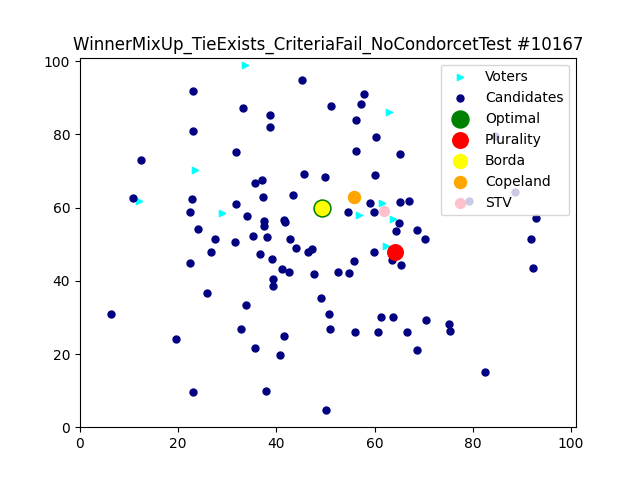 WinnerMixUp_TieExists_CriteriaFail_NoCondorcetTest #10167
100
80
60
40
20
0
0
20
40
60
80
100
Voters
Candidates
Optimal
Plurality
Borda
Copeland
STV